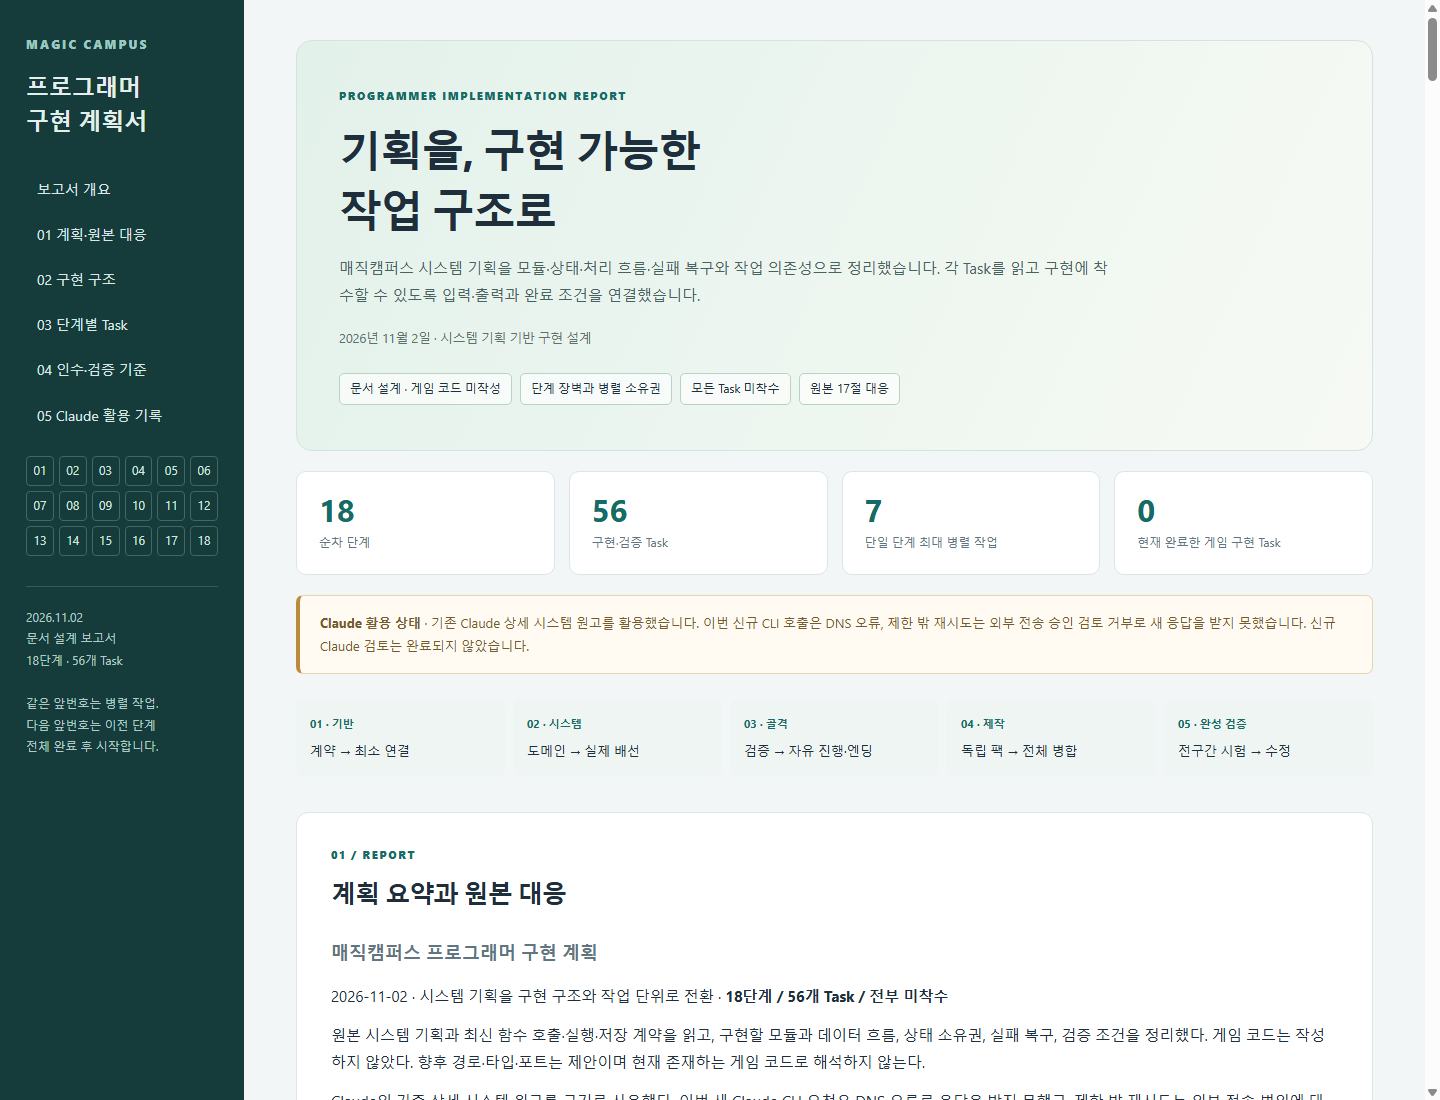 MAGIC CAMPUS
프로그래머
구현 계획서
보고서 개요
01 계획·원본 대응
02 구현 구조
03 단계별 Task
04 인수·검증 기준
05 Claude 활용 기록
01 02 03 04 05 06
07 08 09 10 11 12
13 14 15 16 17 18
2026.11.02
문서 설계 보고서
18단계 · 56개 Task
같은 앞번호는 병렬 작업.
다음 앞번호는 이전 단계
전체 완료 후 시작합니다.
PROGRAMMER IMPLEMENTATION REPORT
기획을, 구현 가능한
작업 구조로
매직캠퍼스 시스템 기획을 모듈·상태·처리 흐름·실패 복구와 작업 의존성으로 정리했습니다. 각 Task를 읽고 구현에 착
수할 수 있도록 입력·출력과 완료 조건을 연결했습니다.
2026년 11월 2일 · 시스템 기획 기반 구현 설계
문서 설계 · 게임 코드 미작성
단계 장벽과 병렬 소유권
모든 Task 미착수
원본 17절 대응
18
순차 단계
56
구현·검증 Task
7
단일 단계 최대 병렬 작업
0
현재 완료한 게임 구현 Task
Claude 활용 상태 · 기존 Claude 상세 시스템 원고를 활용했습니다. 이번 신규 CLI 호출은 DNS 오류, 제한 밖 재시도는 외부 전송 승인 검토 거부로 새 응답을 받지 못했습니다. 신규
Claude 검토는 완료되지 않았습니다.
01 · 기반
계약 → 최소 연결
02 · 시스템
도메인 → 실제 배선
03 · 골격
검증 → 자유 진행·엔딩
04 · 제작
독립 팩 → 전체 병합
05 · 완성 검증
전구간 시험 → 수정
01 / REPORT
계획 요약과 원본 대응
매직캠퍼스 프로그래머 구현 계획
2026-11-02 · 시스템 기획을 구현 구조와 작업 단위로 전환 · 18단계 / 56개 Task / 전부 미착수
원본 시스템 기획과 최신 함수 호출·실행·저장 계약을 읽고, 구현할 모듈과 데이터 흐름, 상태 소유권, 실패 복구, 검증 조건을 정리했다. 게임 코드는 작성
하지 않았다. 향후 경로·타입·포트는 제안이며 현재 존재하는 게임 코드로 해석하지 않는다.